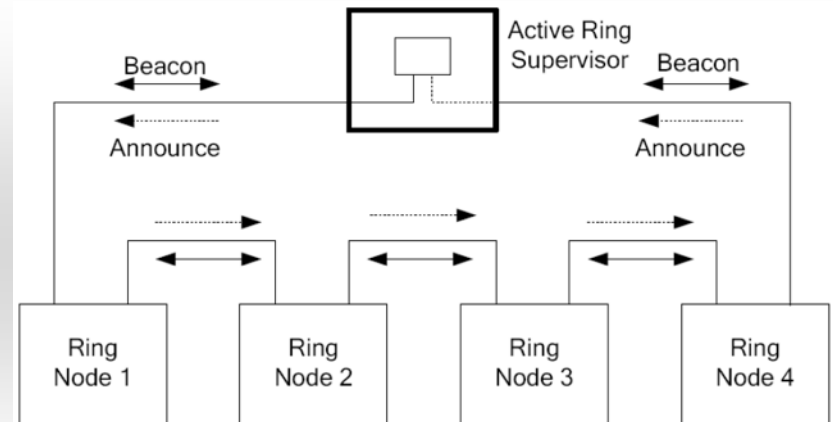 Active Ring
Supervisor
Beacon
Beacon
Announce
Announce
Ring
Node 1
Ring
Node 2
Ring
Node 3
Ring
Node 4